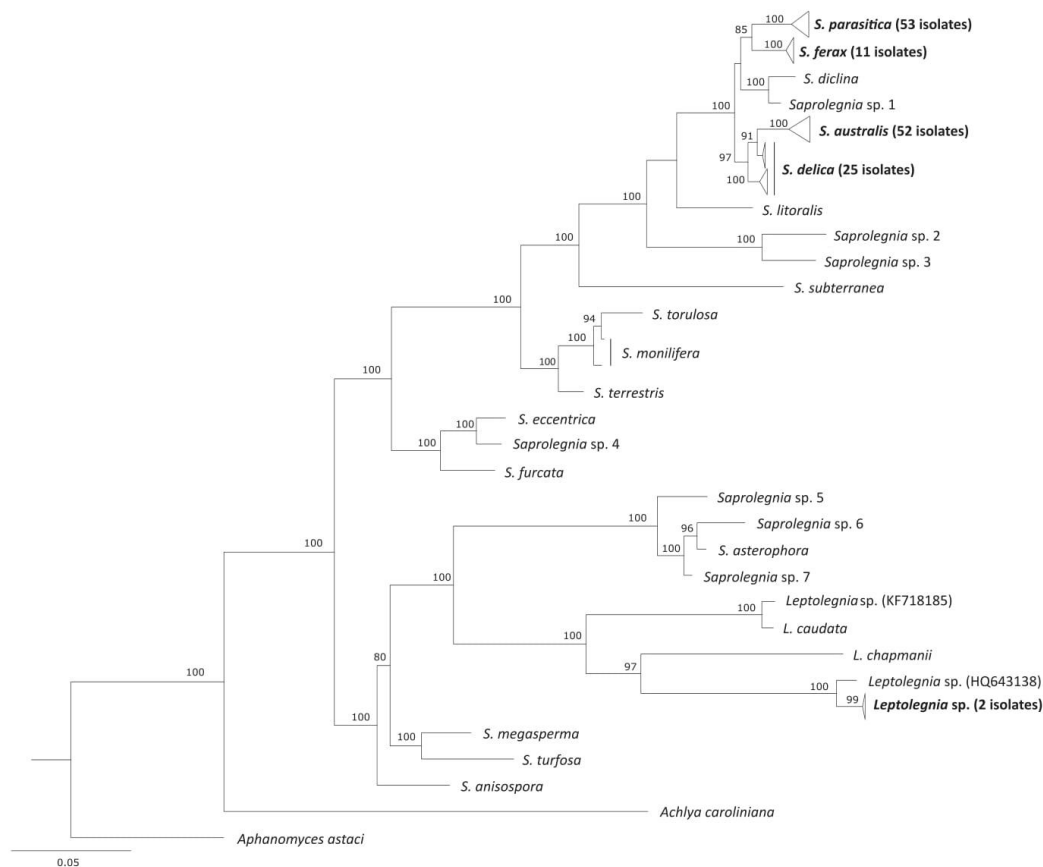 100 S. parasitica (53 isolates)
85
100 S. ferax (11 isolates)
S. diclina
100
100 Saprolegnia sp. 1
100 S. australis (52 isolates)
91
97
S. delica (25 isolates)
100
100
S. litoralis
100
Saprolegnia sp. 2
100
100
Saprolegnia sp. 3
S. subterranea
100
S. torulosa
94
100
S. monilifera
100
S. terrestris
100
S. eccentrica
100
Saprolegnia sp. 4
100
S. furcata
Saprolegnia sp. 5
100
Saprolegnia sp. 6
96
100 S. asterophora
Saprolegnia sp. 7
100
100
Leptolegnia sp. (KF718185)
100
L. caudata
100
L. chapmanii
80
97
Leptolegnia sp. (HQ643138)
100
99 Leptolegnia sp. (2 isolates)
100
100
S. megasperma
100
S. turfosa
S. anisospora
Achlya caroliniana
Aphanomyces astaci
0.05